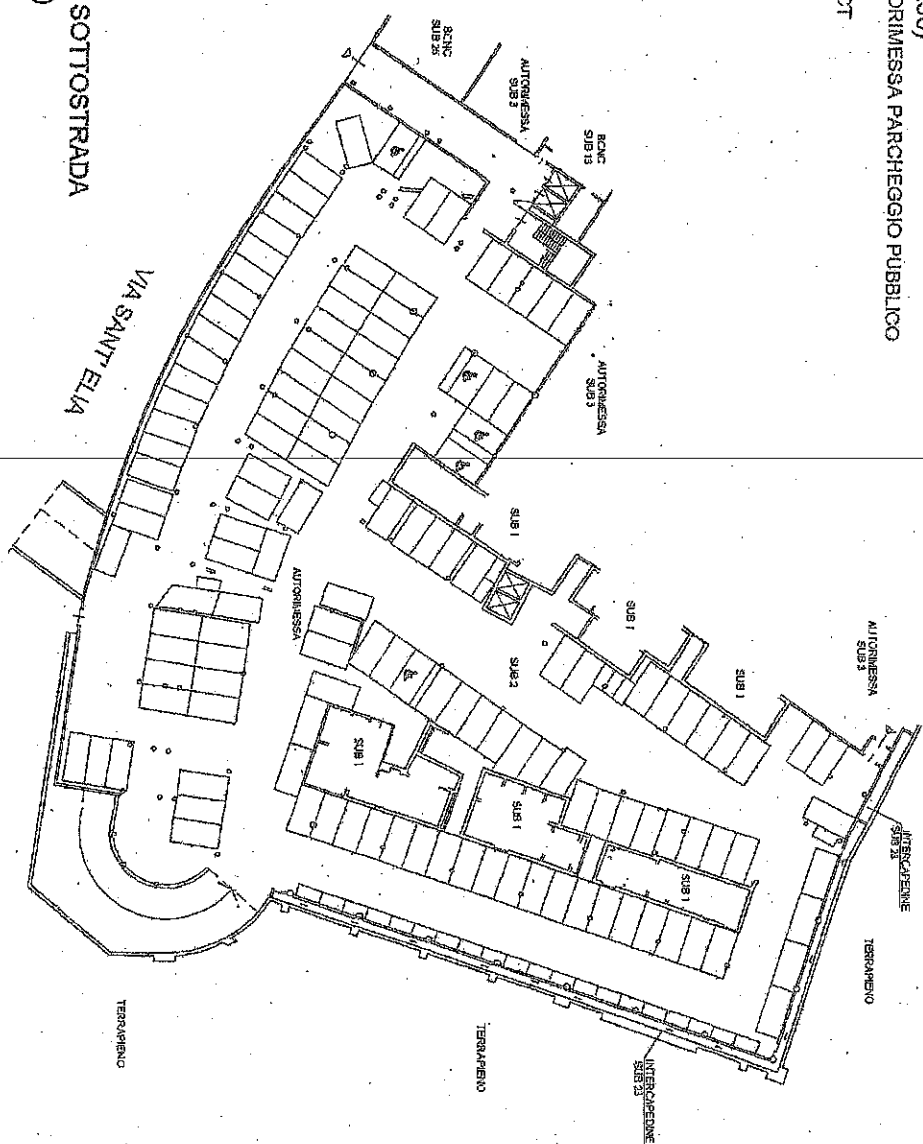 ORIMESSA PARCHEGGIO PUBBLICO
CT
SOTTOSTRADA
VIA SANT'ELIA
BCNC
SUB 26
AUTORIMESSA
SUB 3
BCNC
SUB 13
AUTORIMESSA
SUB 3
SUB 1
SUB 1
SUB 1
AUTORIMESSA
SUB 3
INTERCAPEDINE
SUB 23
TERRAPIENO
SUB 2
AUTORIMESSA
SUB 1
SUB 1
SUB 1
TERRAPIENO
TERRAPIENO
INTERCAPEDINE
SUB 23